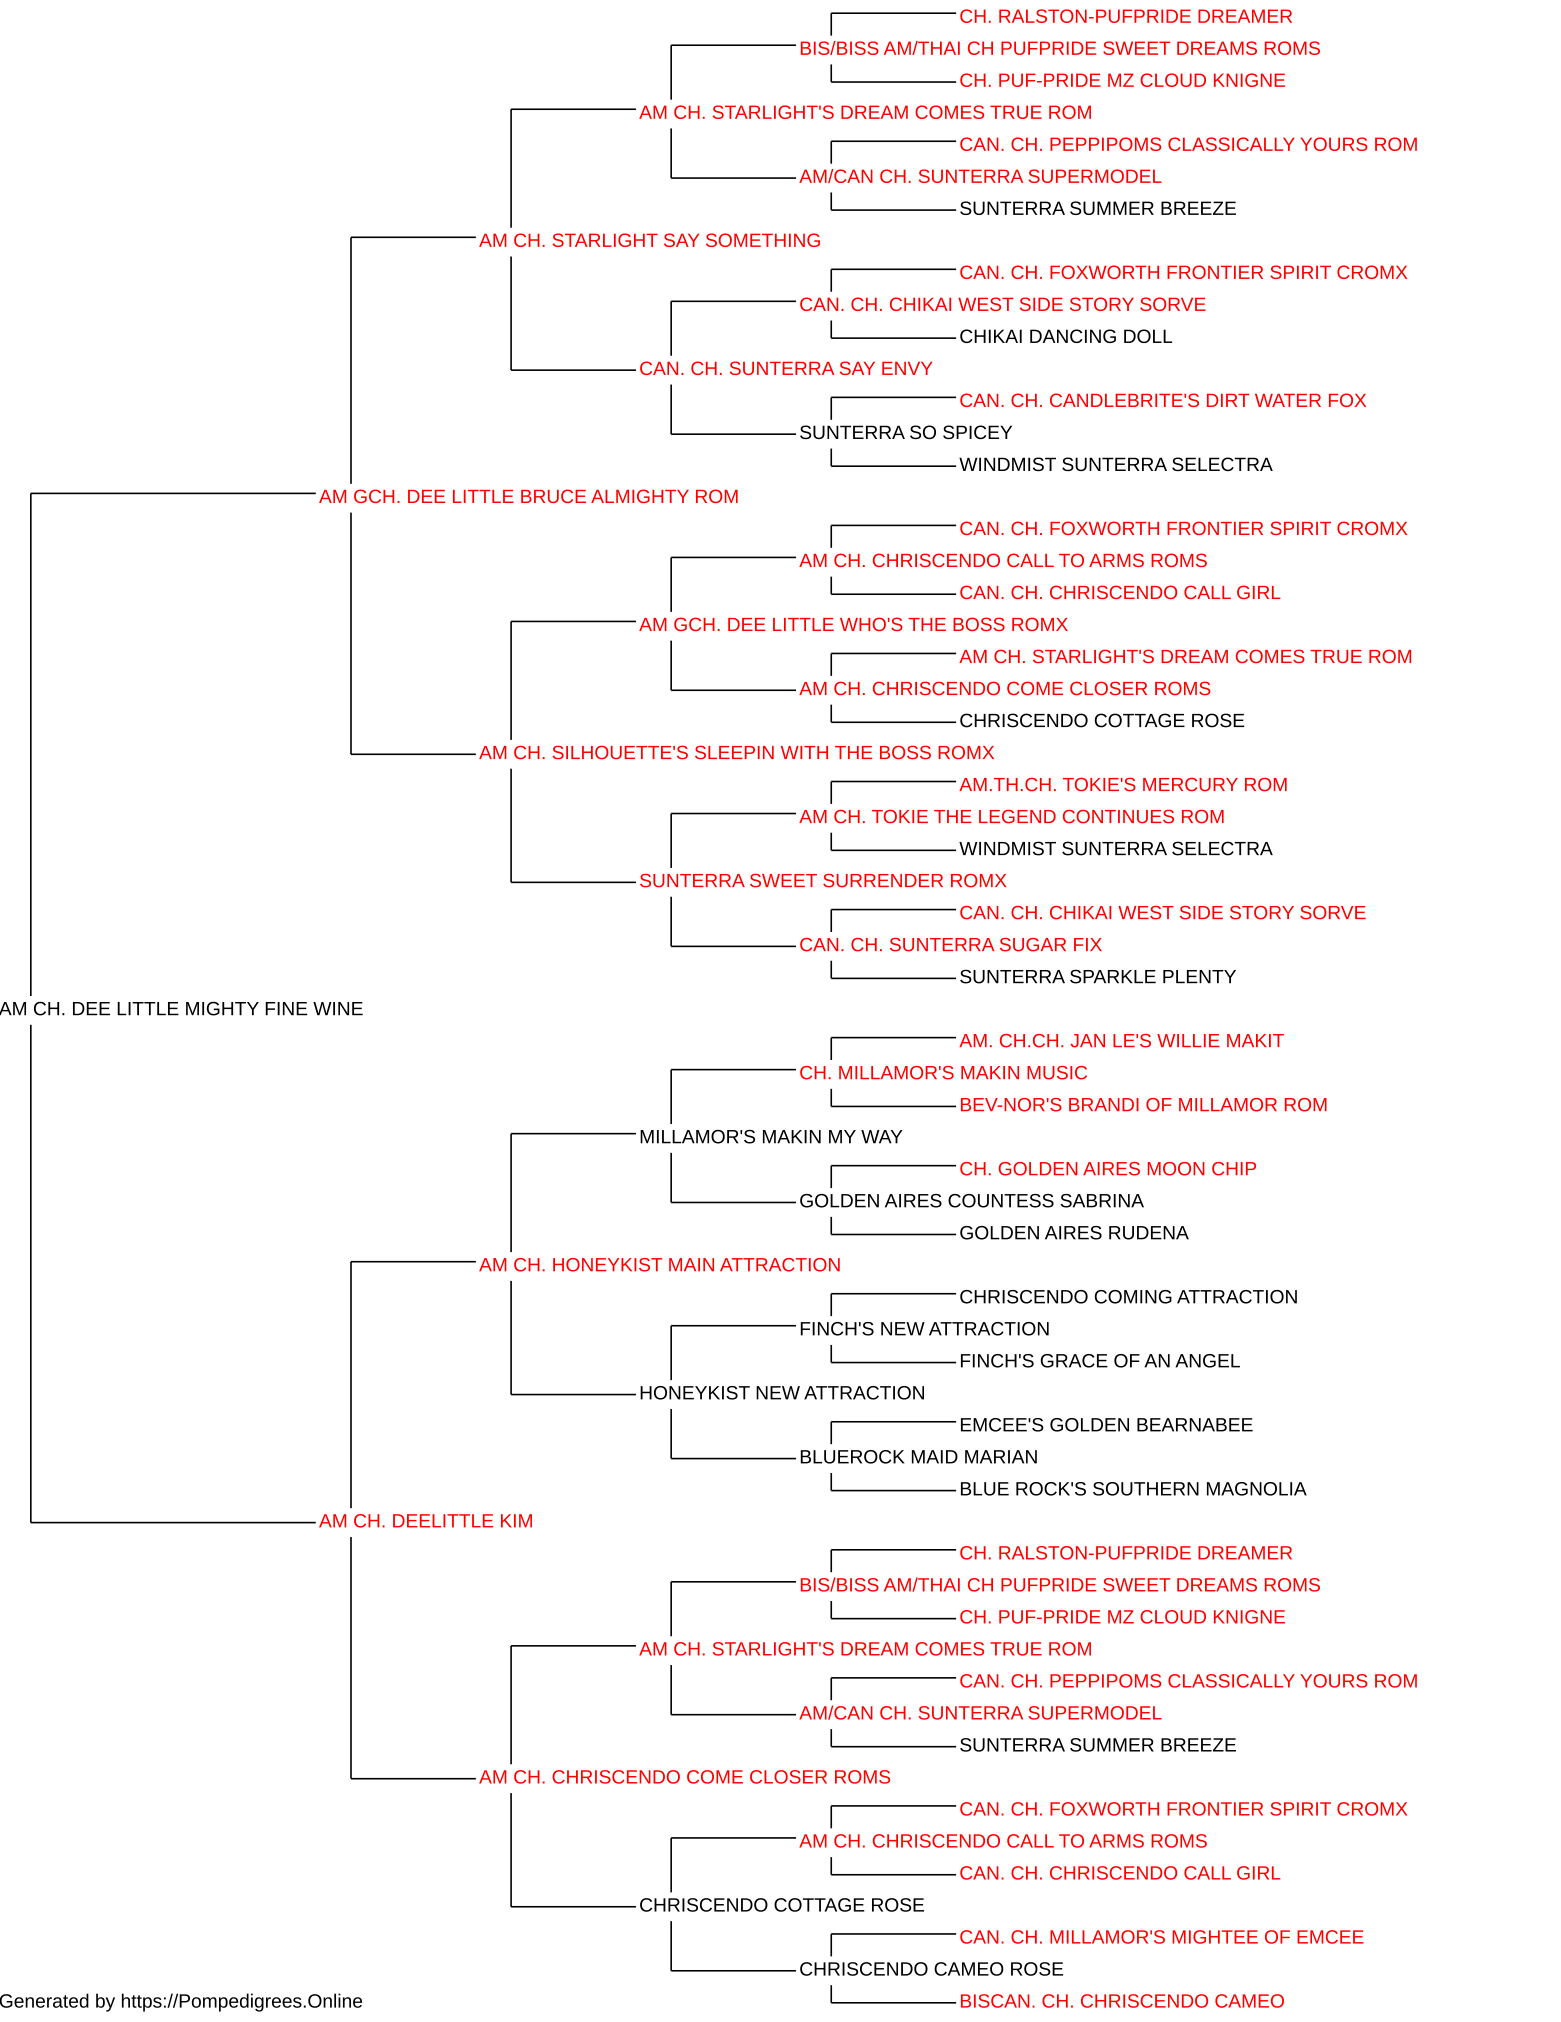 CH. RALSTON-PUFPRIDE DREAMER
BIS/BISS AM/THAI CH PUFPRIDE SWEET DREAMS ROMS
CH. PUF-PRIDE MZ CLOUD KNIGNE
AM CH. STARLIGHT'S DREAM COMES TRUE ROM
CAN. CH. PEPPIPOMS CLASSICALLY YOURS ROM
AM/CAN CH. SUNTERRA SUPERMODEL
SUNTERRA SUMMER BREEZE
AM CH. STARLIGHT SAY SOMETHING
CAN. CH. FOXWORTH FRONTIER SPIRIT CROMX
CAN. CH. CHIKAI WEST SIDE STORY SORVE
CHIKAI DANCING DOLL
CAN. CH. SUNTERRA SAY ENVY
CAN. CH. CANDLEBRITE'S DIRT WATER FOX
SUNTERRA SO SPICEY
WINDMIST SUNTERRA SELECTRA
AM GCH. DEE LITTLE BRUCE ALMIGHTY ROM
CAN. CH. FOXWORTH FRONTIER SPIRIT CROMX
AM CH. CHRISCENDO CALL TO ARMS ROMS
CAN. CH. CHRISCENDO CALL GIRL
AM GCH. DEE LITTLE WHO'S THE BOSS ROMX
AM CH. STARLIGHT'S DREAM COMES TRUE ROM
AM CH. CHRISCENDO COME CLOSER ROMS
CHRISCENDO COTTAGE ROSE
AM CH. SILHOUETTE'S SLEEPIN WITH THE BOSS ROMX
AM.TH.CH. TOKIE'S MERCURY ROM
AM CH. TOKIE THE LEGEND CONTINUES ROM
WINDMIST SUNTERRA SELECTRA
SUNTERRA SWEET SURRENDER ROMX
CAN. CH. CHIKAI WEST SIDE STORY SORVE
CAN. CH. SUNTERRA SUGAR FIX
SUNTERRA SPARKLE PLENTY
AM CH. DEE LITTLE MIGHTY FINE WINE
AM. CH.CH. JAN LE'S WILLIE MAKIT
CH. MILLAMOR'S MAKIN MUSIC
BEV-NOR'S BRANDI OF MILLAMOR ROM
MILLAMOR'S MAKIN MY WAY
CH. GOLDEN AIRES MOON CHIP
GOLDEN AIRES COUNTESS SABRINA
GOLDEN AIRES RUDENA
AM CH. HONEYKIST MAIN ATTRACTION
CHRISCENDO COMING ATTRACTION
FINCH'S NEW ATTRACTION
FINCH'S GRACE OF AN ANGEL
HONEYKIST NEW ATTRACTION
EMCEE'S GOLDEN BEARNABEE
BLUEROCK MAID MARIAN
BLUE ROCK'S SOUTHERN MAGNOLIA
AM CH. DEELITTLE KIM
CH. RALSTON-PUFPRIDE DREAMER
BIS/BISS AM/THAI CH PUFPRIDE SWEET DREAMS ROMS
CH. PUF-PRIDE MZ CLOUD KNIGNE
AM CH. STARLIGHT'S DREAM COMES TRUE ROM
CAN. CH. PEPPIPOMS CLASSICALLY YOURS ROM
AM/CAN CH. SUNTERRA SUPERMODEL
SUNTERRA SUMMER BREEZE
AM CH. CHRISCENDO COME CLOSER ROMS
CAN. CH. FOXWORTH FRONTIER SPIRIT CROMX
AM CH. CHRISCENDO CALL TO ARMS ROMS
CAN. CH. CHRISCENDO CALL GIRL
CHRISCENDO COTTAGE ROSE
CAN. CH. MILLAMOR'S MIGHTEE OF EMCEE
CHRISCENDO CAMEO ROSE
BISCAN. CH. CHRISCENDO CAMEO
Generated by https://Pompedigrees.Online